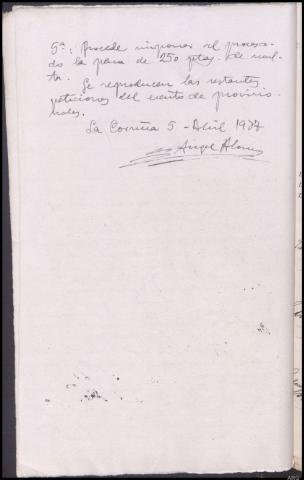 5ª: Procede imponer al procesa-
do la pena de 250 ptas. de mul-
ta.
Se reproducen las restantes
peticiones del escrito de provisio-
nales.
La Coruña 5 - Abril 1937
Angel Alonso